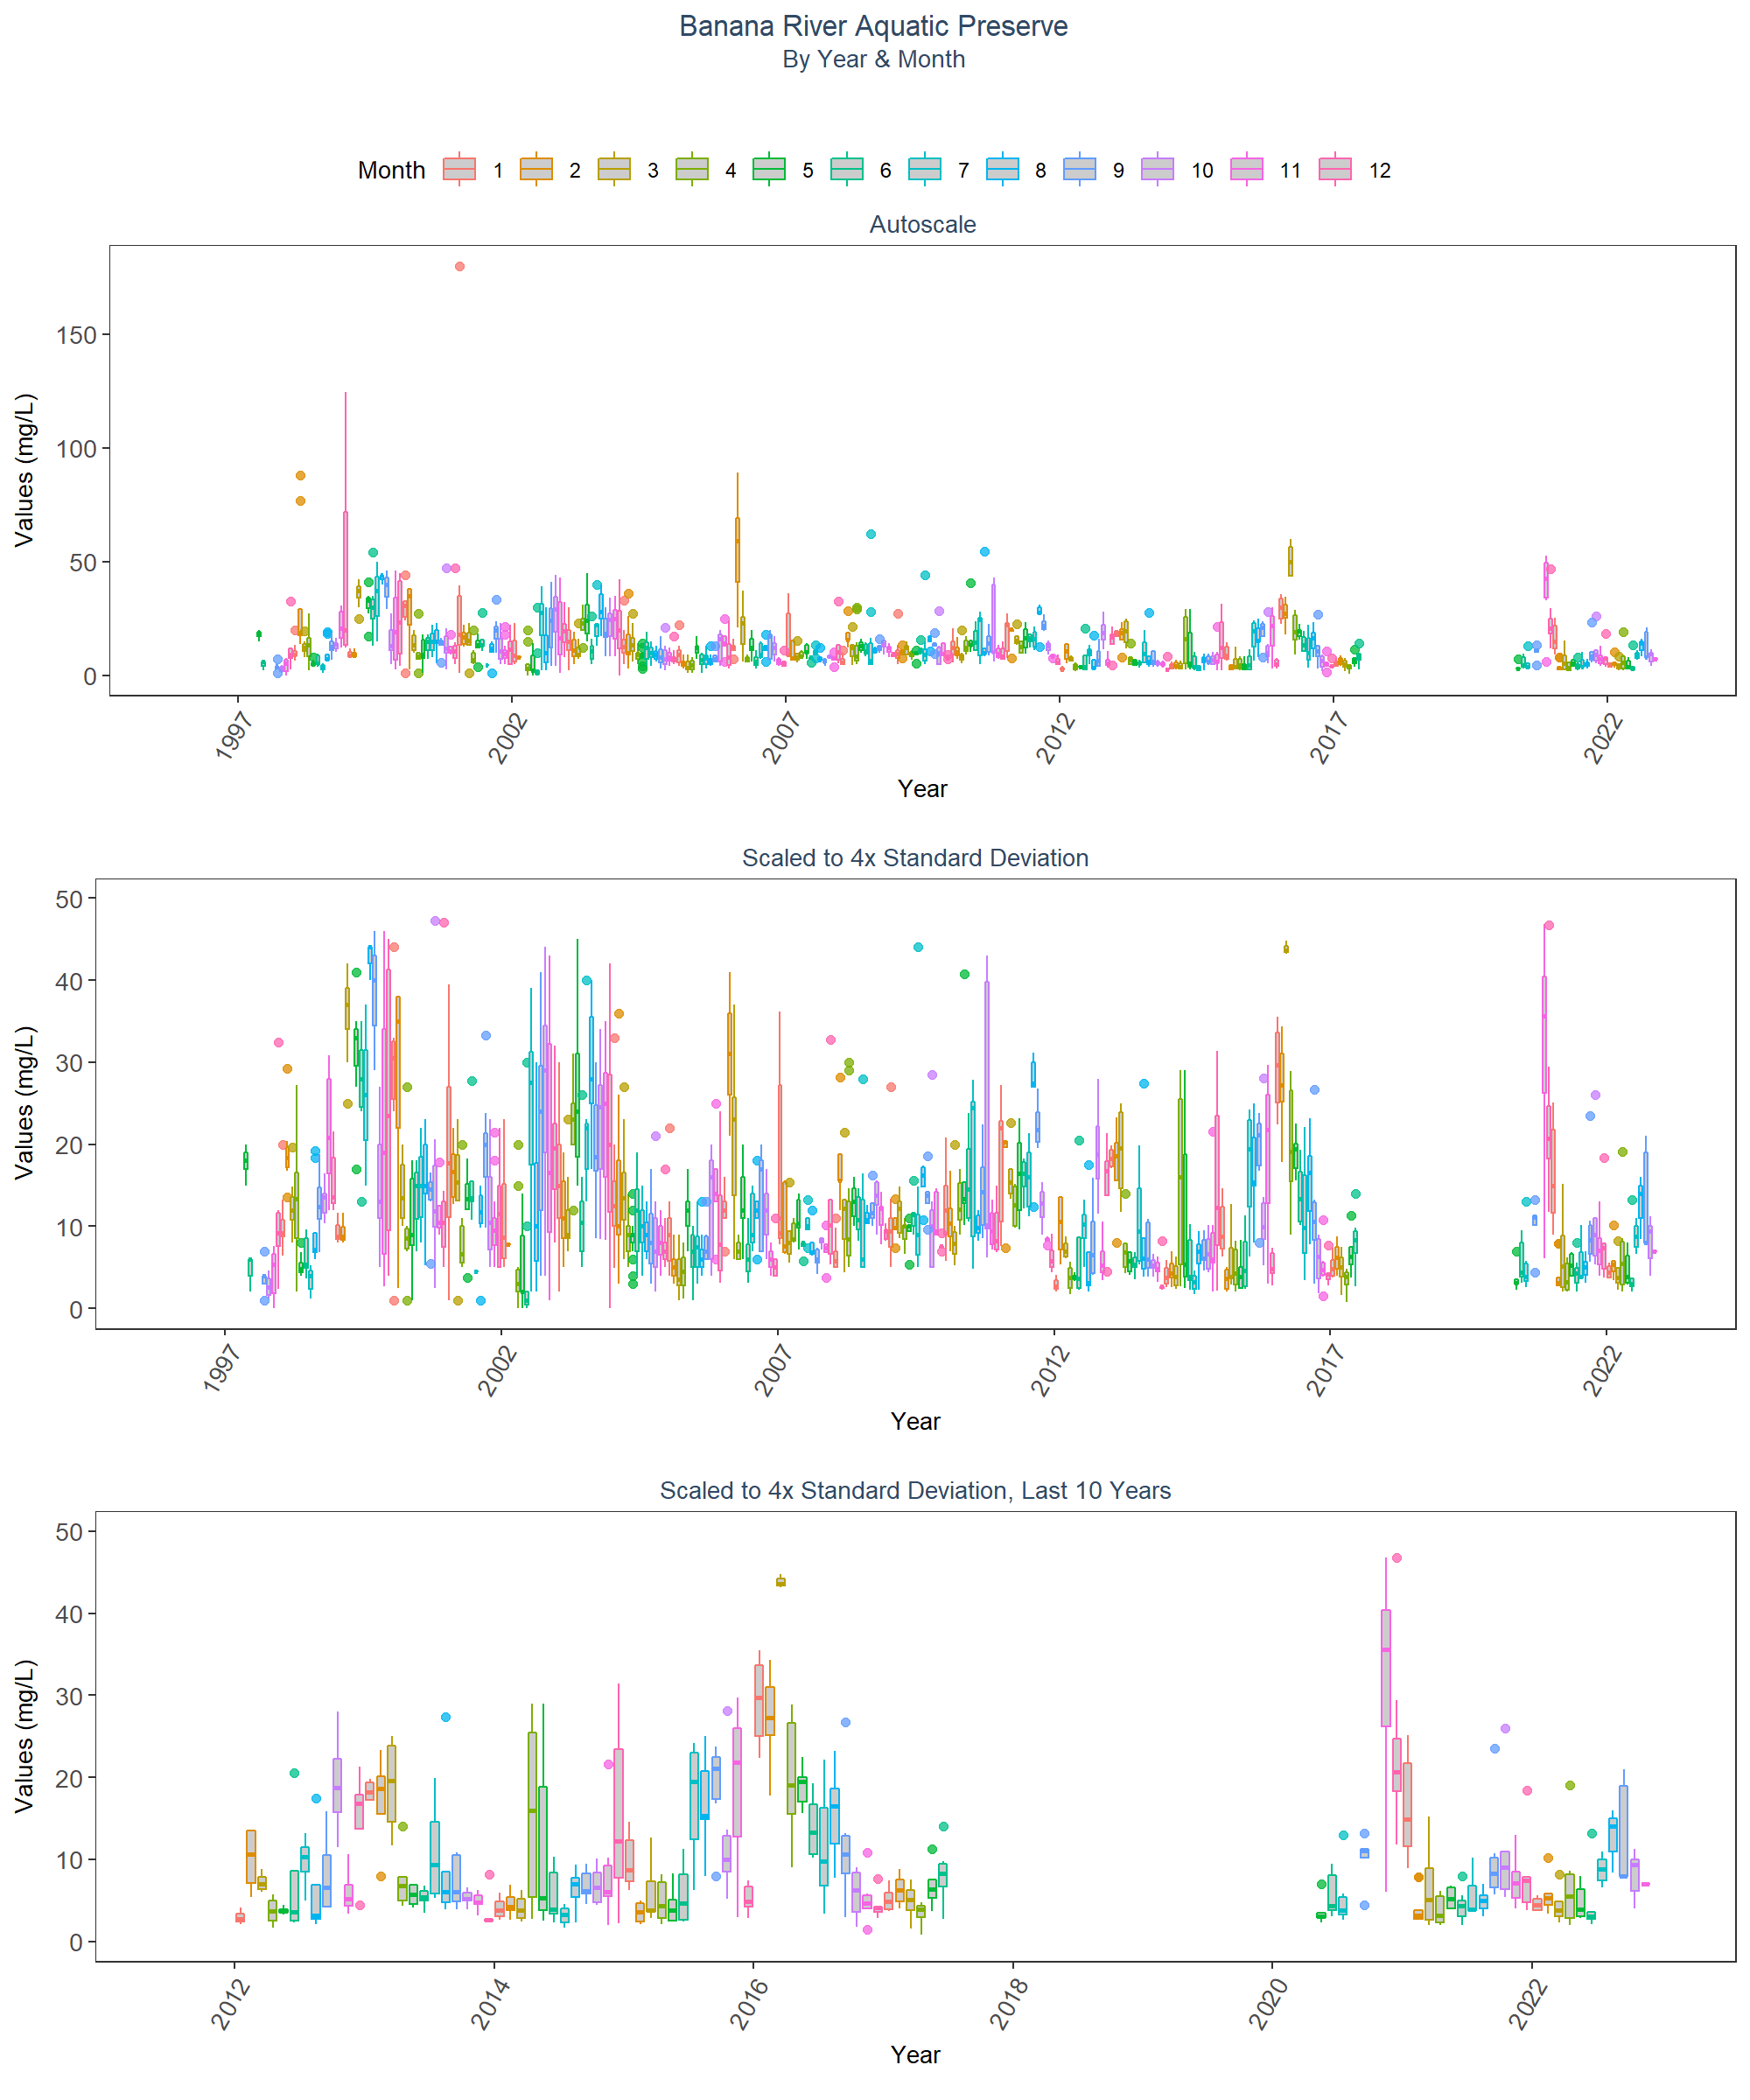 Banana River Aquatic Preserve
By Year & Month
Month 1 2 3 4 5 6 7 8 9 10 11 12
Autoscale
Values (mg/L)
150
100
50
0
1997 2002 2007 2012 2017 2022
Year
Scaled to 4x Standard Deviation
Values (mg/L)
50
40
30
20
10
0
1997 2002 2007 2012 2017 2022
Year
Scaled to 4x Standard Deviation, Last 10 Years
Values (mg/L)
50
40
30
20
10
0
2012 2014 2016 2018 2020 2022
Year